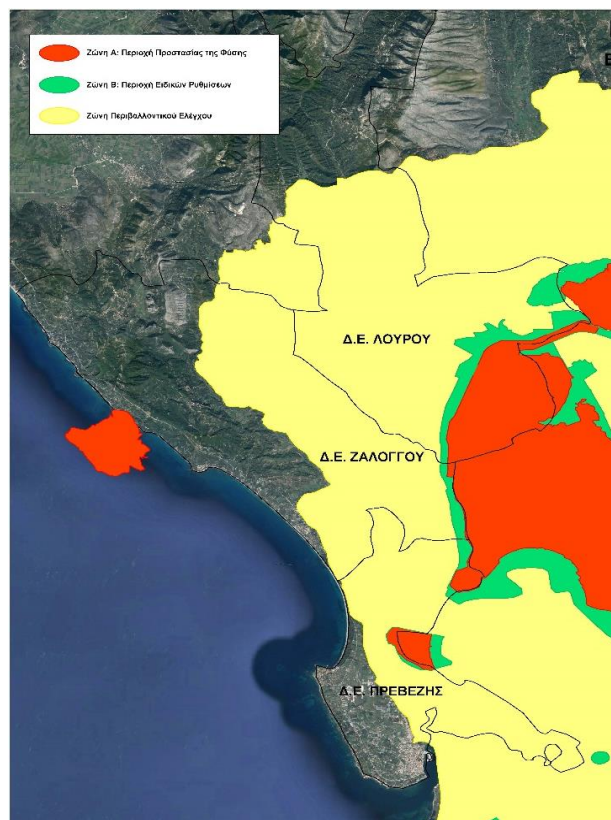 Ζώνη Α: Περιοχή Προστασίας της Φύσης
Ζώνη Β: Περιοχή Ειδικών Ρυθμίσεων
Ζώνη Περιβαλλοντικού Ελέγχου
Δ.Ε. ΛΟΥΡΟΥ
Δ.Ε. ΖΑΛΟΓΓΟΥ
Δ.Ε. ΠΡΕΒΕΖΗΣ